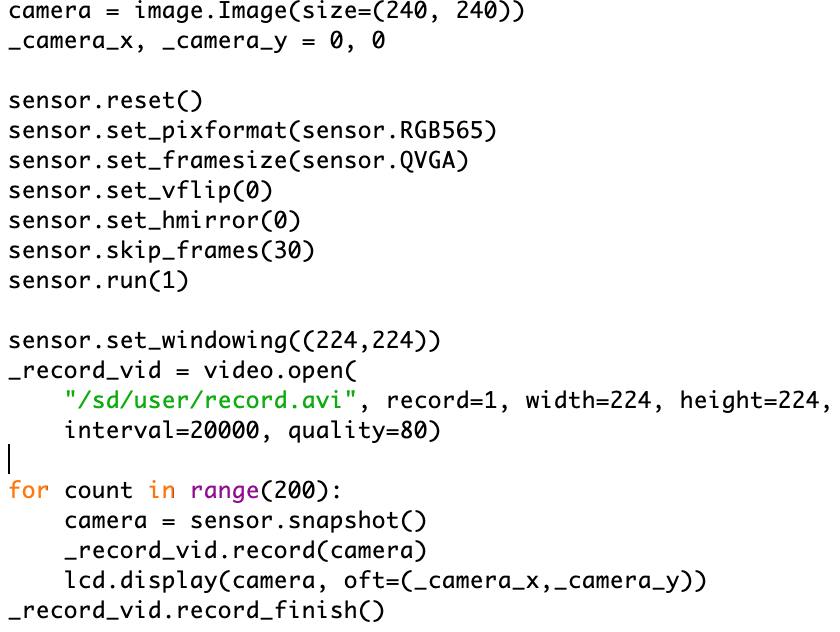 camera = image.Image(size=(240, 240))
_camera_x, _camera_y = 0, 0
sensor.reset()
sensor.set_pixformat(sensor.RGB565)
sensor.set_framesize(sensor.QVGA)
sensor.set_vflip(0)
sensor.set_hmirror(0)
sensor.skip_frames(30)
sensor.run(1)
sensor.set_windowing((224,224))
_record_vid = video.open(
    "/sd/user/record.avi", record=1, width=224, height=224,
    interval=20000, quality=80)
for count in range(200):
    camera = sensor.snapshot()
    _record_vid.record(camera)
    lcd.display(camera, oft=(_camera_x,_camera_y))
_record_vid.record_finish()